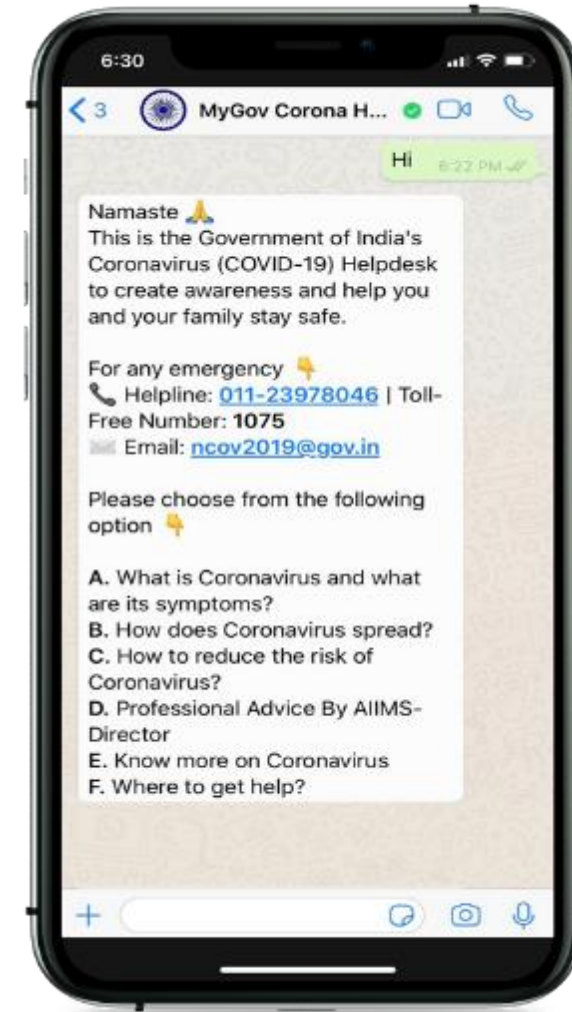 6:30
3 MyGov Corona H...
Hi 6:22 PM
Namaste 🙏
This is the Government of India's
Coronavirus (COVID-19) Helpdesk
to create awareness and help you
and your family stay safe.
For any emergency 👇
📞 Helpline: 011-23978046 | Toll-
Free Number: 1075
✉️ Email: ncov2019@gov.in
Please choose from the following
option 👇
A. What is Coronavirus and what
are its symptoms?
B. How does Coronavirus spread?
C. How to reduce the risk of
Coronavirus?
D. Professional Advice By AIIMS-
Director
E. Know more on Coronavirus
F. Where to get help?